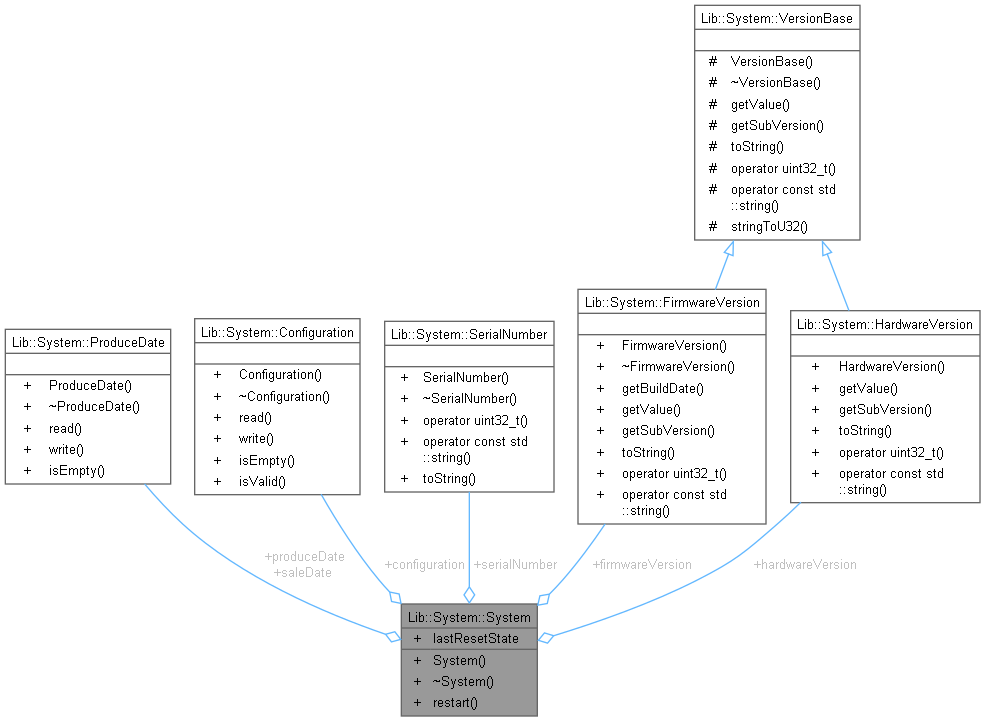 Lib::System::VersionBase
# VersionBase()
# ~VersionBase()
# getValue()
# getSubVersion()
# toString()
# operator uint32_t()
# operator const std
::string()
# stringToU32()
Lib::System::ProduceDate
+ ProduceDate()
+ ~ProduceDate()
+ read()
+ write()
+ isEmpty()
Lib::System::Configuration
+ Configuration()
+ ~Configuration()
+ read()
+ write()
+ isEmpty()
+ isValid()
Lib::System::SerialNumber
+ SerialNumber()
+ ~SerialNumber()
+ operator uint32_t()
+ operator const std
::string()
+ toString()
Lib::System::FirmwareVersion
+ FirmwareVersion()
+ ~FirmwareVersion()
+ getBuildDate()
+ getValue()
+ getSubVersion()
+ toString()
+ operator uint32_t()
+ operator const std
::string()
Lib::System::HardwareVersion
+ HardwareVersion()
+ getValue()
+ getSubVersion()
+ toString()
+ operator uint32_t()
+ operator const std
::string()
+produceDate
+saleDate
+configuration
+serialNumber
+firmwareVersion
+hardwareVersion
Lib::System::System
+ lastResetState
+ System()
+ ~System()
+ restart()